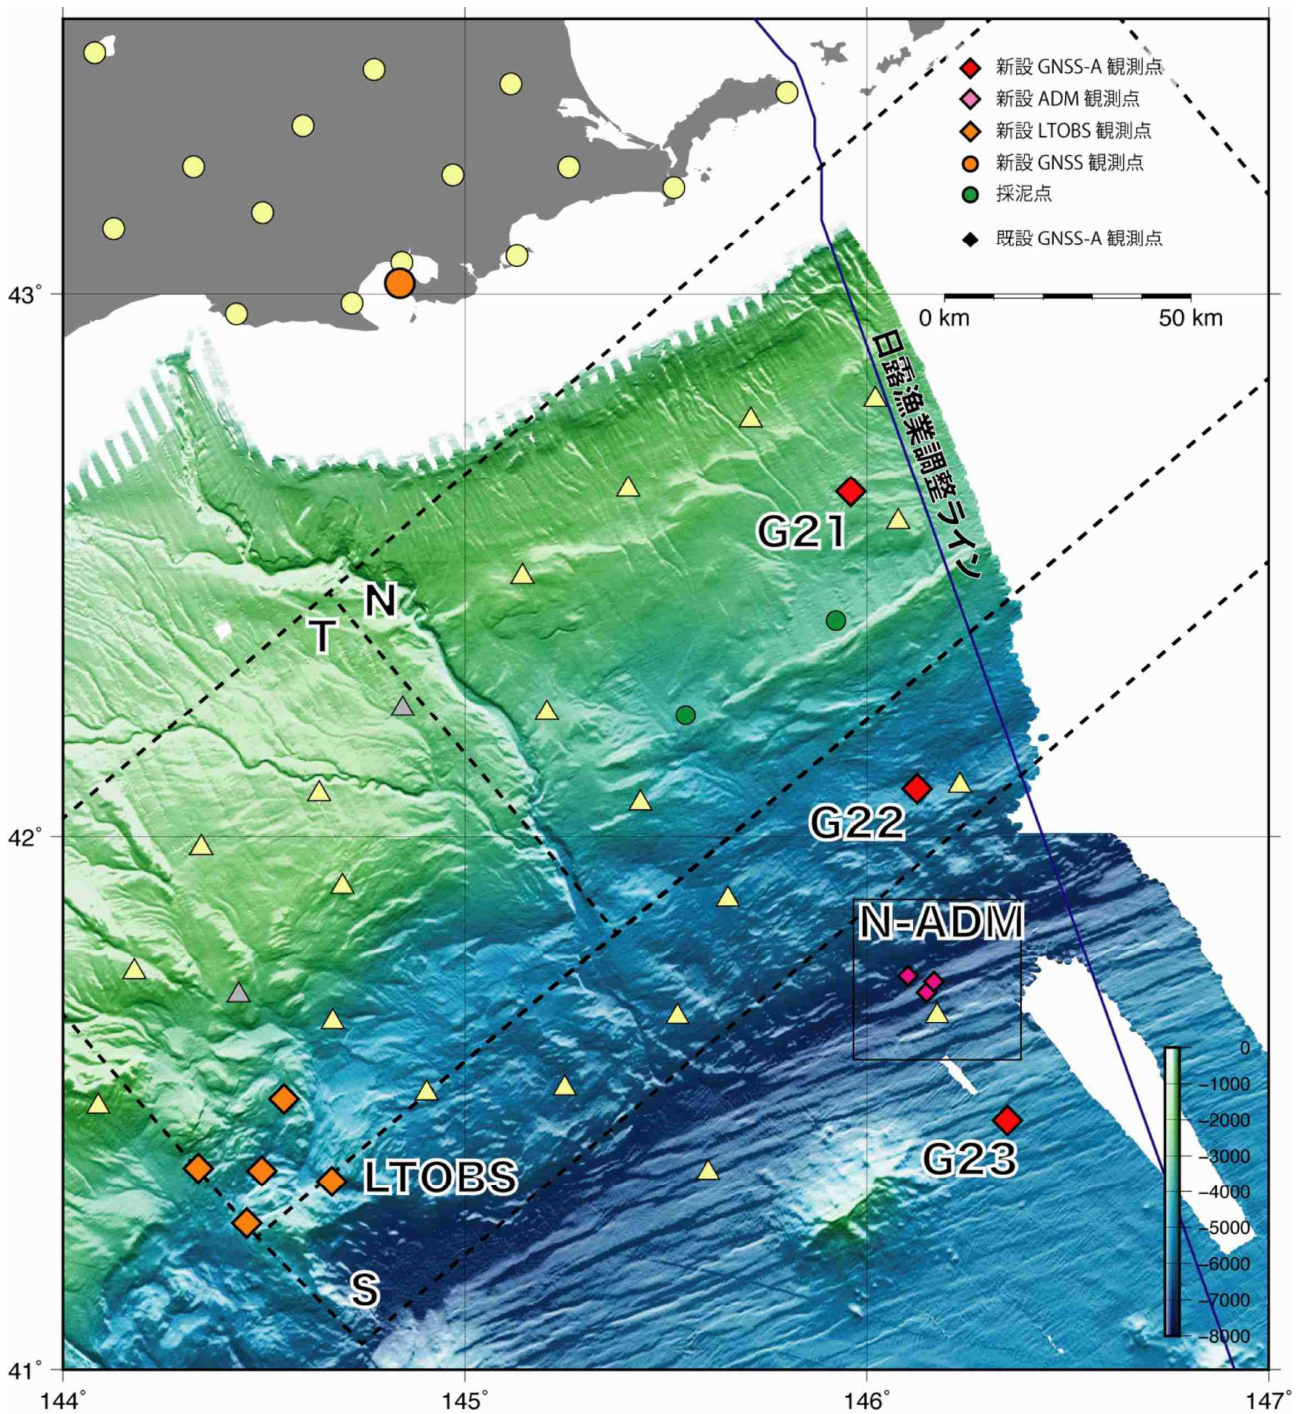 新設 GNSS-A 観測点
新設 ADM 観測点
新設 LTOBS 観測点
新設 GNSS 観測点
採泥点
既設 GNSS-A 観測点
0 km
50 km
43°
日露漁業調整ライン
G21
N
T
G22
42°
N-ADM
G23
LTOBS
S
0
-1000
-2000
-3000
-4000
-5000
-6000
-7000
-8000
41°
144°
145°
146°
147°